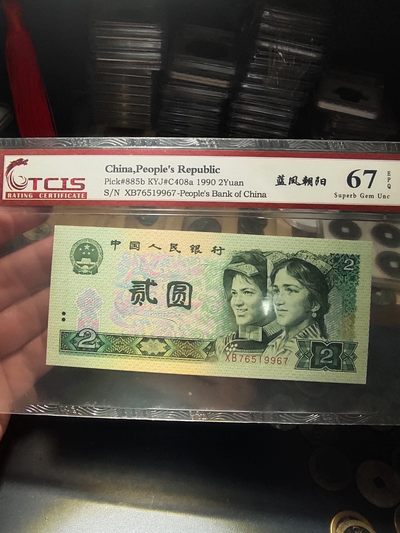 TCIS
RATING CERTIFICATE
China,People's Republic
Pick#885b KYJ#C408a 1990 2Yuan
S/N XB76519967-People's Bank of China
蓝凤朝阳
67
EPQ
Superb Gem Unc
中国人民银行
2
贰圆
XB76519967
2
2